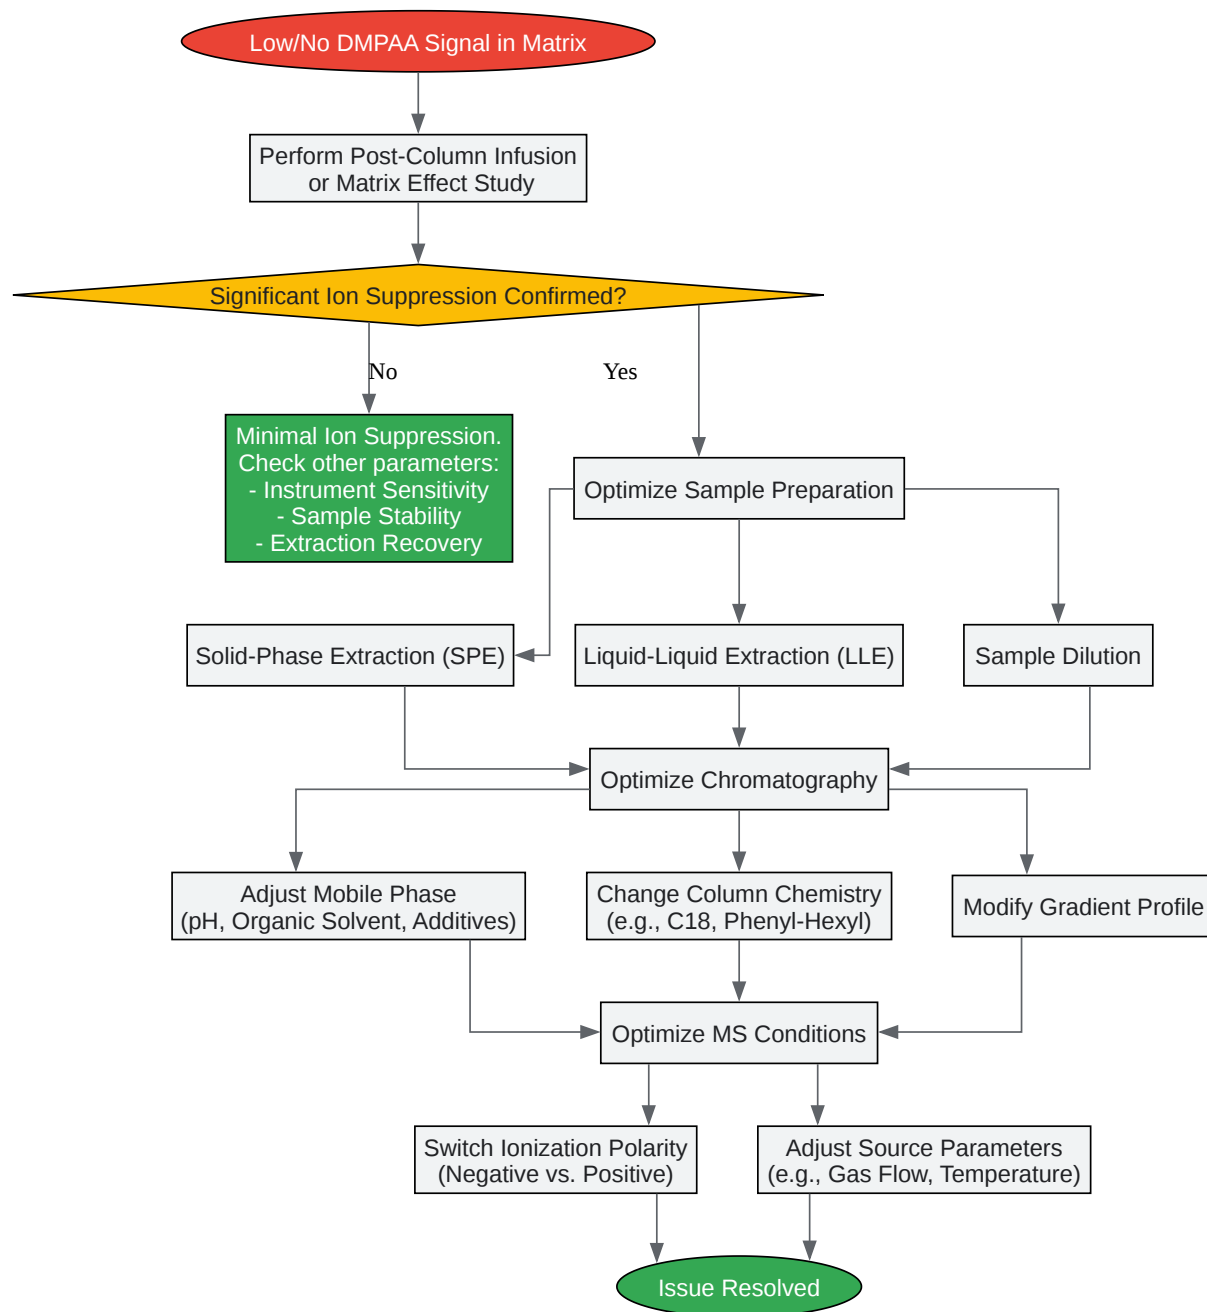 Low/No DMPAA Signal in Matrix
Perform Post-Column Infusion
or Matrix Effect Study
Significant Ion Suppression Confirmed?
No
Yes
Minimal Ion Suppression.
Check other parameters:
- Instrument Sensitivity
- Sample Stability
- Extraction Recovery
Optimize Sample Preparation
Solid-Phase Extraction (SPE)
Liquid-Liquid Extraction (LLE)
Sample Dilution
Optimize Chromatography
Adjust Mobile Phase
(pH, Organic Solvent, Additives)
Change Column Chemistry
(e.g., C18, Phenyl-Hexyl)
Modify Gradient Profile
Optimize MS Conditions
Switch Ionization Polarity
(Negative vs. Positive)
Adjust Source Parameters
(e.g., Gas Flow, Temperature)
Issue Resolved